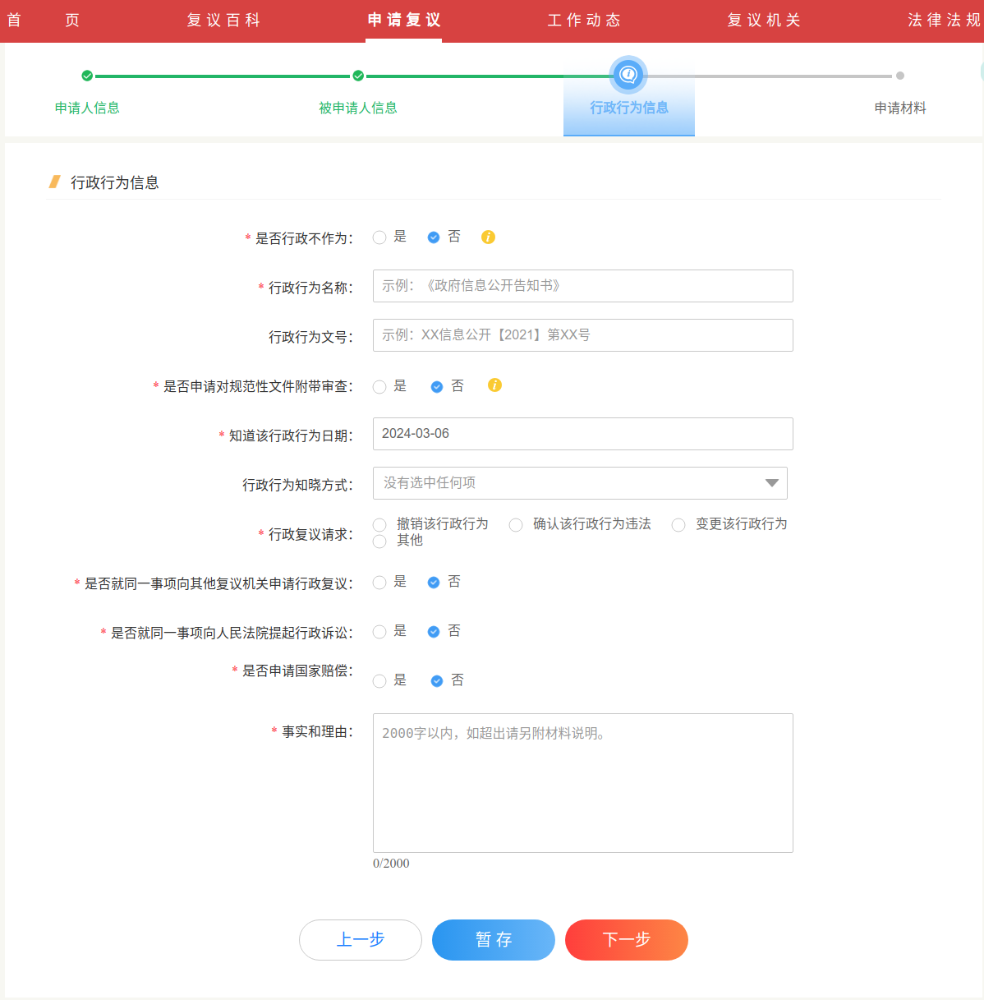 首 页 复议百科 申请复议 工作动态 复议机关 法律法规
申请人信息 被申请人信息 行政行为信息 申请材料
行政行为信息
* 是否行政不作为： 是 否
* 行政行为名称： 示例：《政府信息公开告知书》
行政行为文号： 示例：XX信息公开【2021】第XX号
* 是否申请对规范性文件附带审查： 是 否
* 知道该行政行为日期： 2024-03-06
行政行为知晓方式： 没有选中任何项
* 行政复议请求： 撤销该行政行为 确认该行政行为违法 变更该行政行为
其他
* 是否就同一事项向其他复议机关申请行政复议： 是 否
* 是否就同一事项向人民法院提起行政诉讼： 是 否
* 是否申请国家赔偿： 是 否
* 事实和理由： 2000字以内，如超出请另附材料说明。
0/2000
上一步 暂 存 下一步